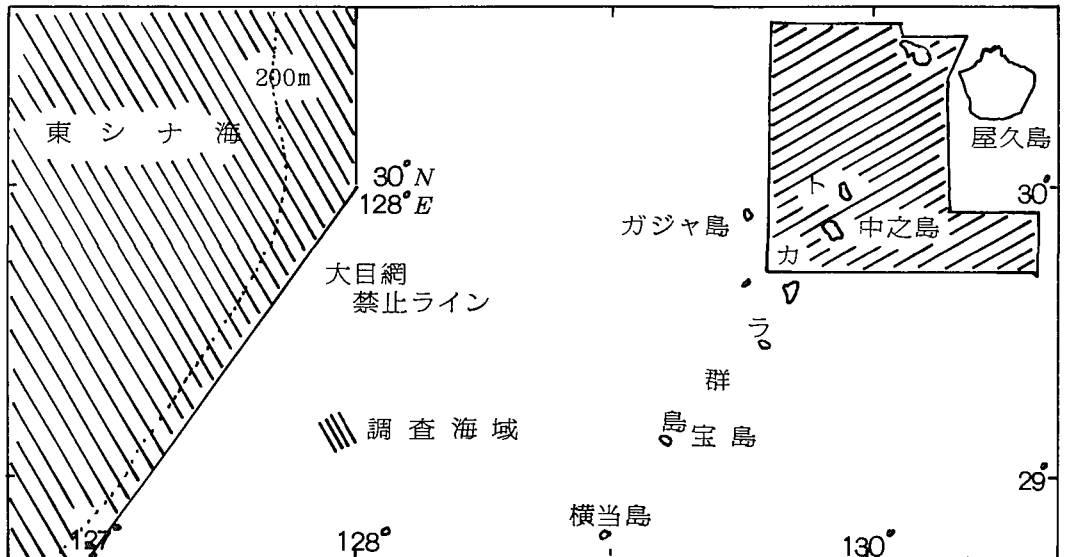 200m
東シナ海
屋久島
30°N
128°E
30°
ト
ガジャ島
中之島
カ
大目網
禁止ライン
ラ
群
調査海域
島
宝島
29°
横当島
127°
128°
130°